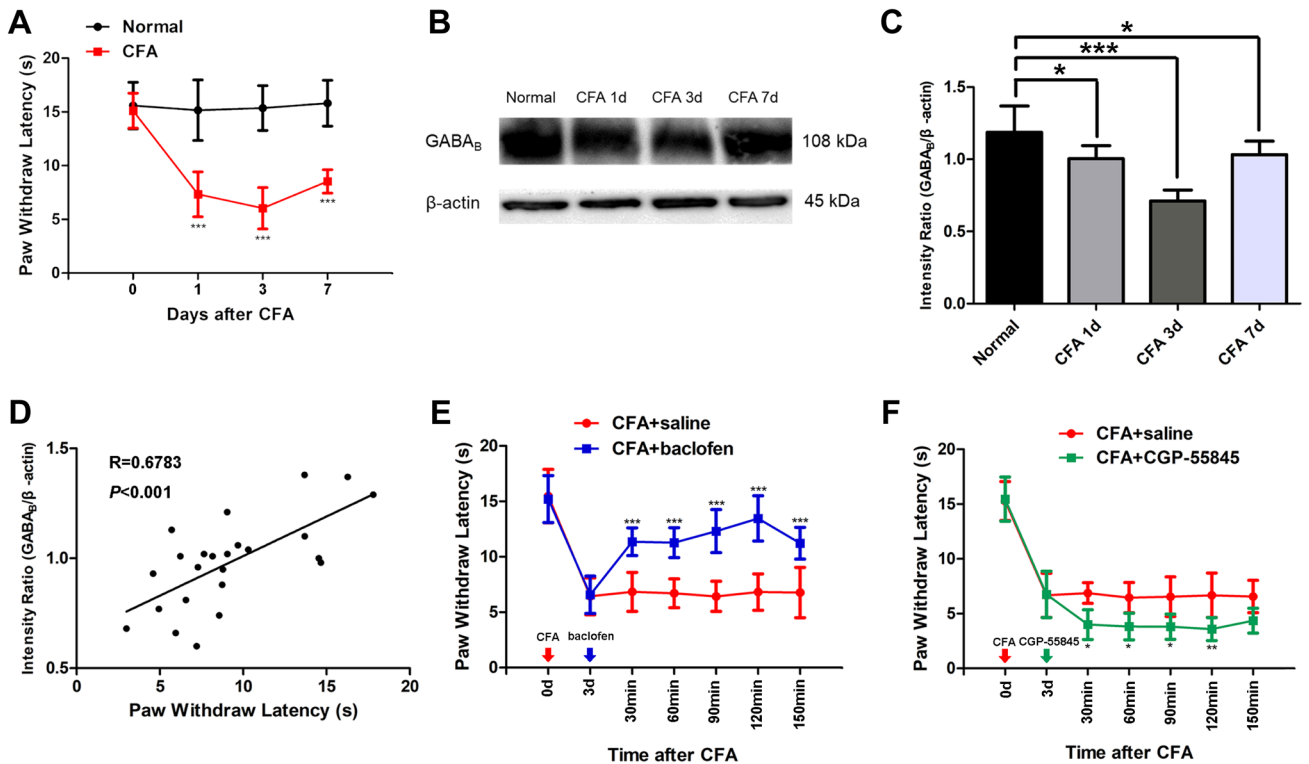 A
Normal
CFA
Paw Withdraw Latency (s)
20
15
10
5
0
*** *** ***
0 1 3 7
Days after CFA
B
Normal CFA 1d CFA 3d CFA 7d
GABAB 108 kDa
β-actin 45 kDa
C
*
***
*
Intensity Ratio (GABAB/β -actin)
1.5
1.0
0.5
0.0
Normal CFA 1d CFA 3d CFA 7d
D
R=0.6783
P<0.001
Intensity Ratio (GABAB/β -actin)
1.5
1.0
0.5
0 5 10 15 20
Paw Withdraw Latency (s)
E
CFA+saline
CFA+baclofen
Paw Withdraw Latency (s)
20
15
10
5
0
*** *** *** *** ***
CFA baclofen
0d 3d 30min 60min 90min 120min 150min
Time after CFA
F
CFA+saline
CFA+CGP-55845
Paw Withdraw Latency (s)
20
15
10
5
0
* * * **
CFA CGP-55845
0d 3d 30min 60min 90min 120min 150min
Time after CFA